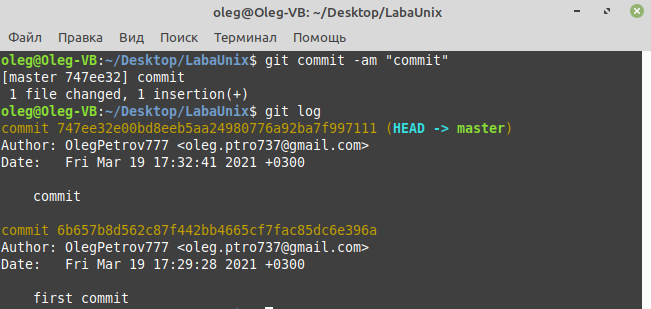 oleg@Oleg-VB: ~/Desktop/LabaUnix
Файл Правка Вид Поиск Терминал Помощь
oleg@Oleg-VB:~/Desktop/LabaUnix$ git commit -am "commit"
[master 747ee32] commit
 1 file changed, 1 insertion(+)
oleg@Oleg-VB:~/Desktop/LabaUnix$ git log
commit 747ee32e00bd8eeb5aa24980776a92ba7f997111 (HEAD -> master)
Author: OlegPetrov777 <oleg.ptro737@gmail.com>
Date:   Fri Mar 19 17:32:41 2021 +0300
    commit
commit 6b657b8d562c87f442bb4665cf7fac85dc6e396a
Author: OlegPetrov777 <oleg.ptro737@gmail.com>
Date:   Fri Mar 19 17:29:28 2021 +0300
    first commit